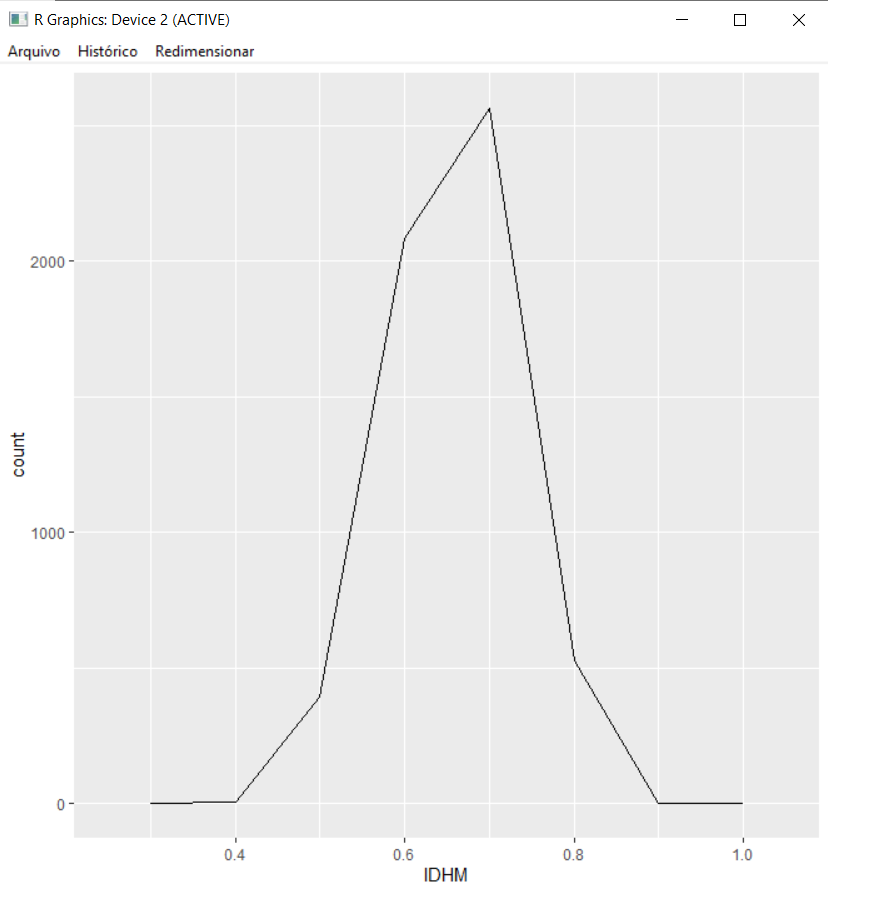 R Graphics: Device 2 (ACTIVE)
Arquivo Histórico Redimensionar
2000
1000
0
count
0.4 0.6 0.8 1.0
IDHM